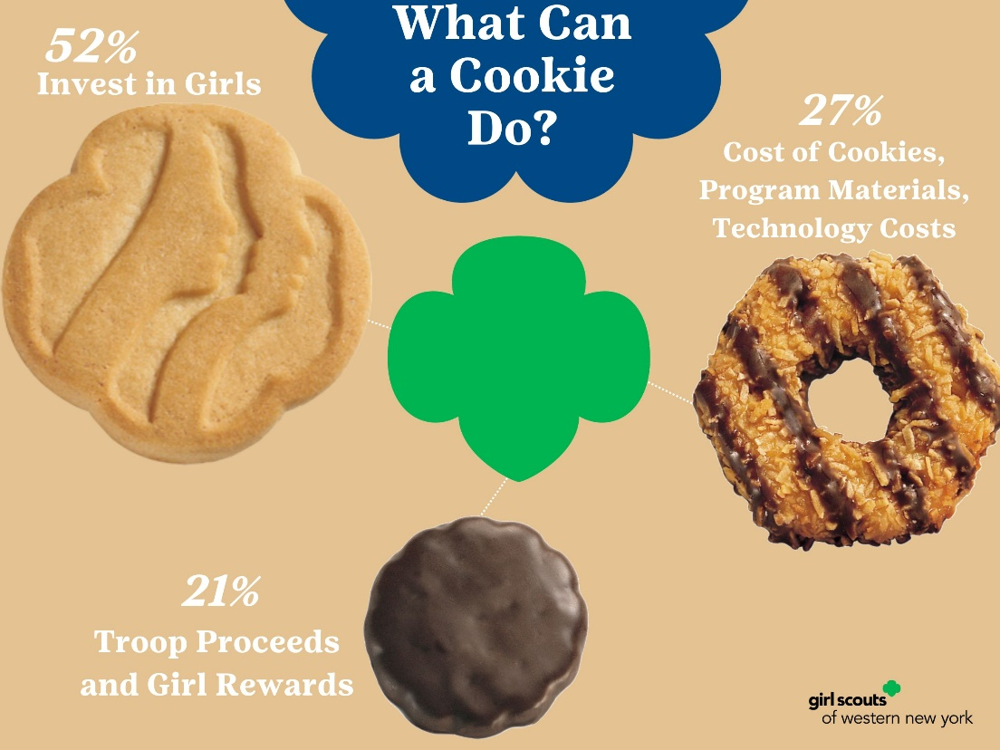 What Can
a Cookie
Do?
52%
Invest in Girls
27%
Cost of Cookies,
Program Materials,
Technology Costs
21%
Troop Proceeds
and Girl Rewards
girl scouts
of western new york